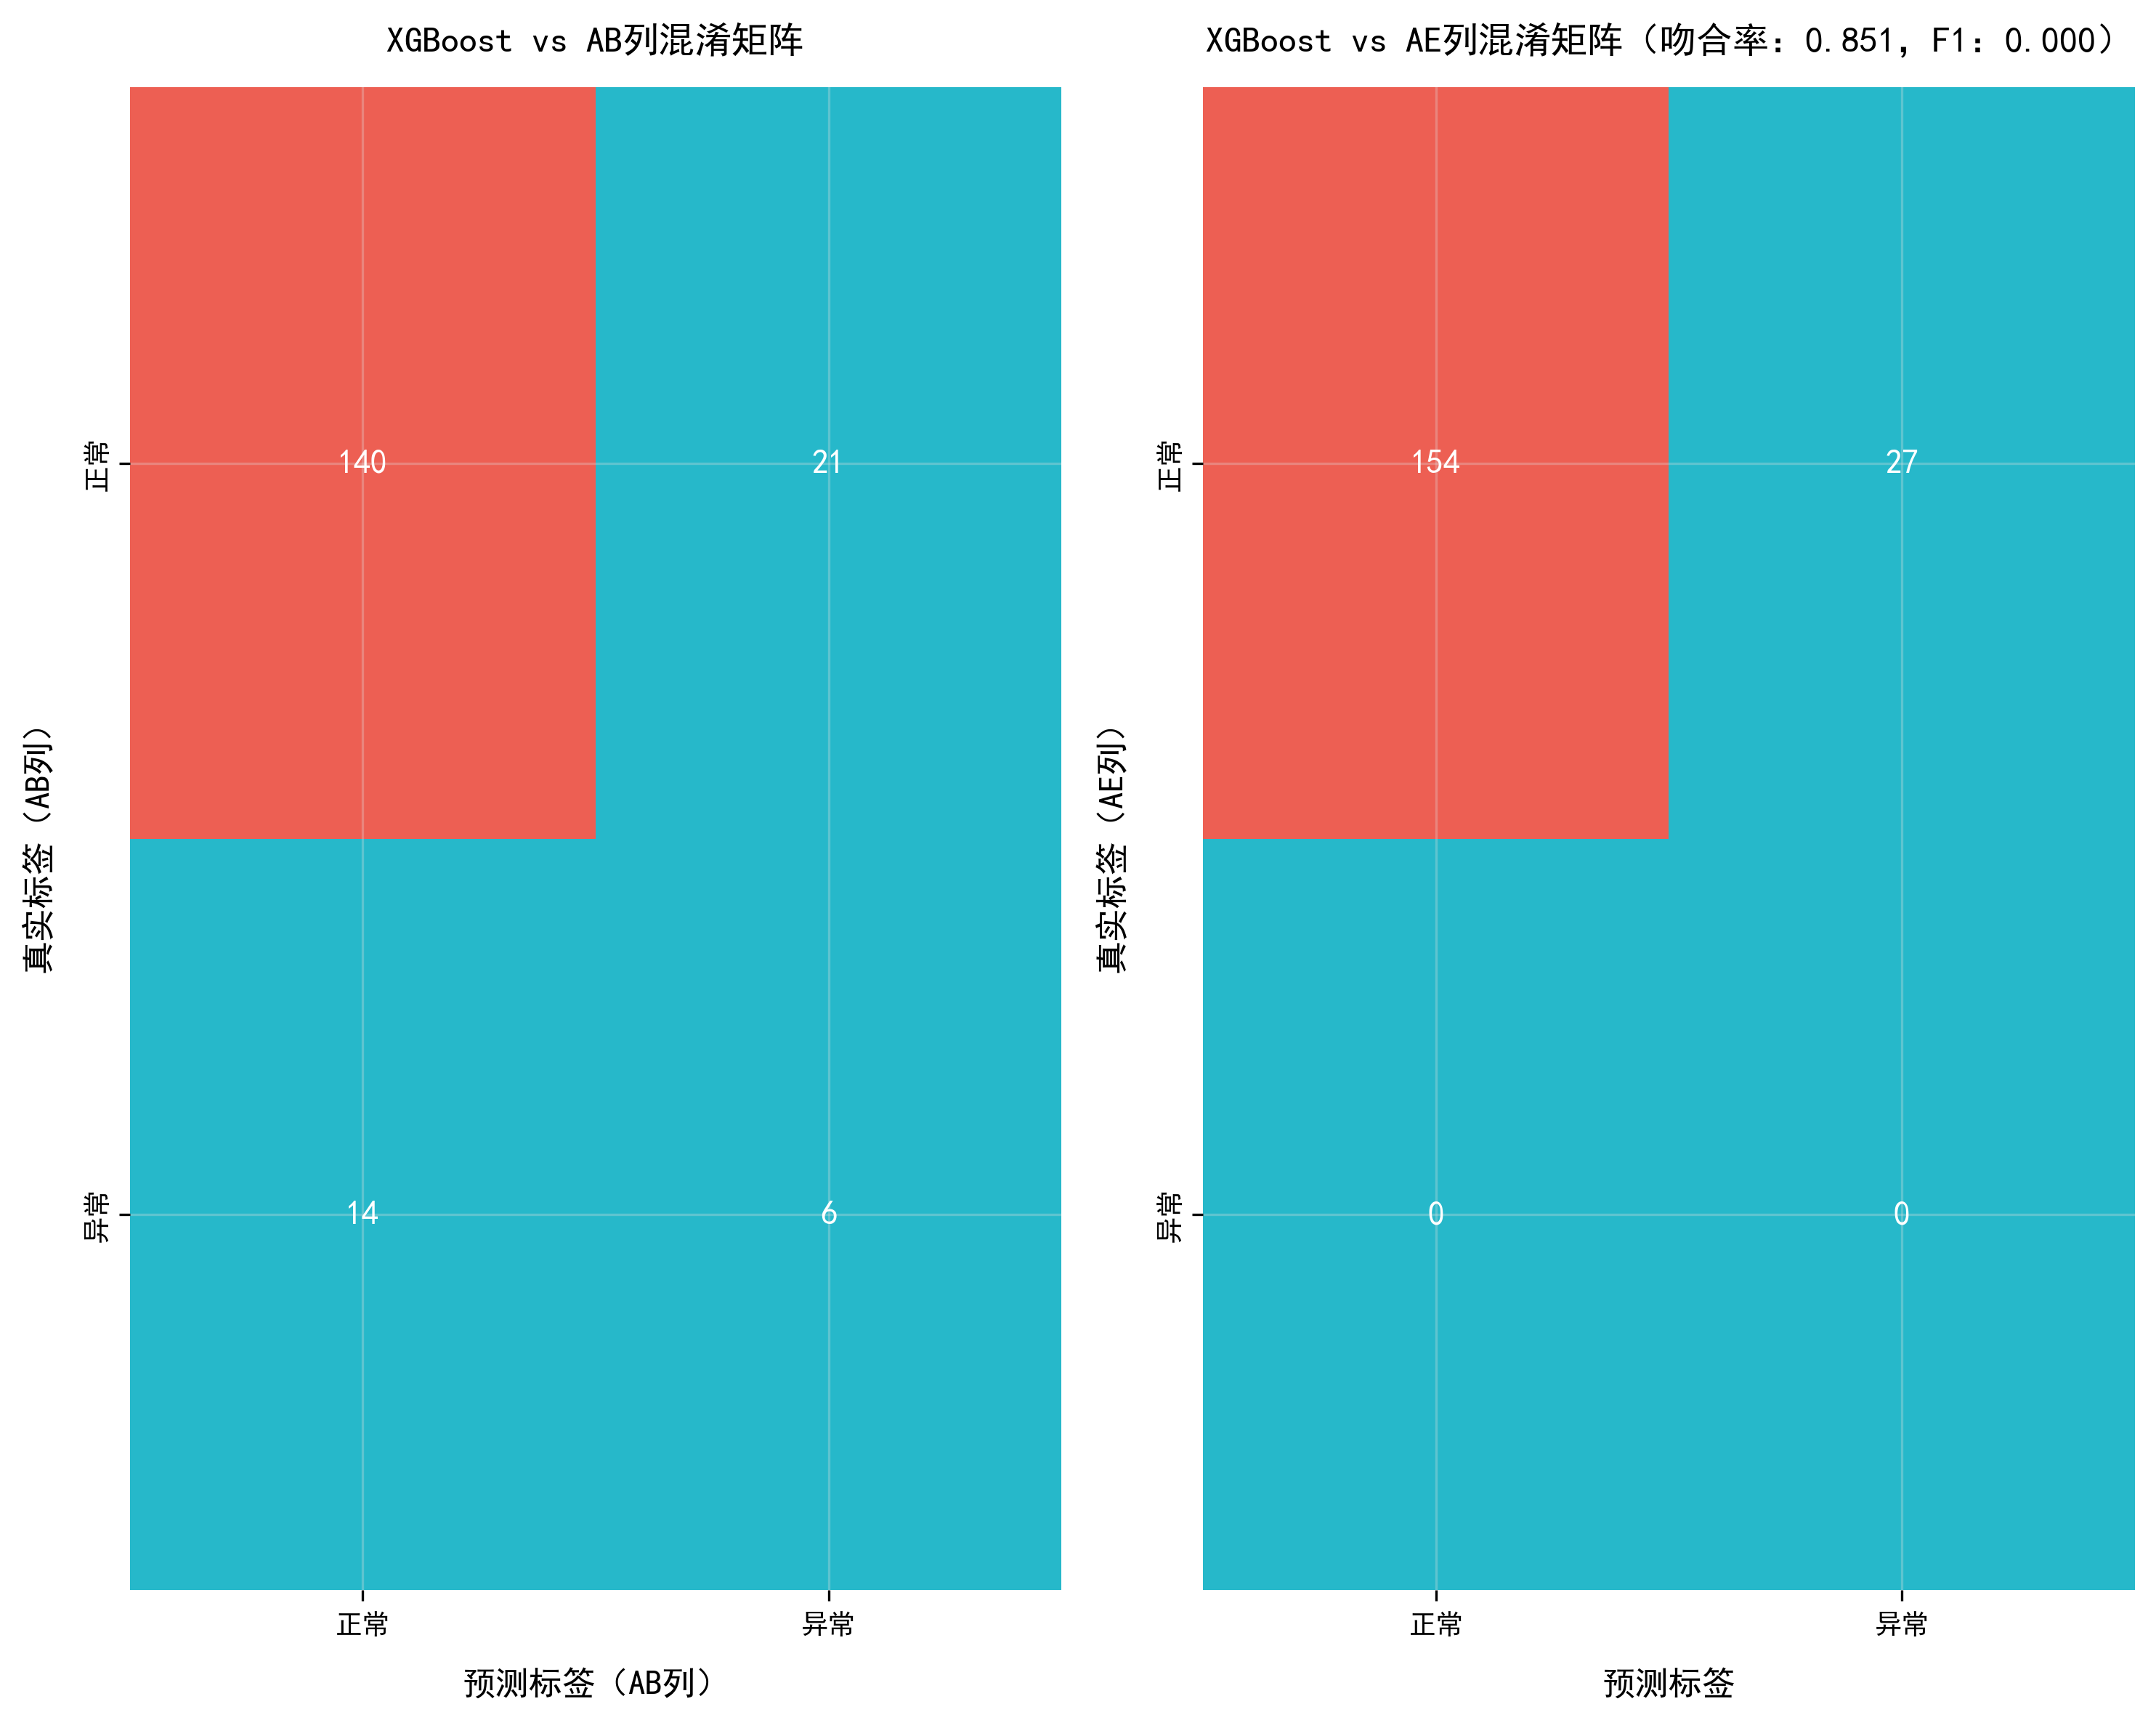 XGBoost vs AB列混淆矩阵
真实标签（AB列）
正常
140
21
异常
14
6
正常
异常
预测标签（AB列）
XGBoost vs AE列混淆矩阵（吻合率：0.851，F1：0.000）
真实标签（AE列）
正常
154
27
异常
0
0
正常
异常
预测标签